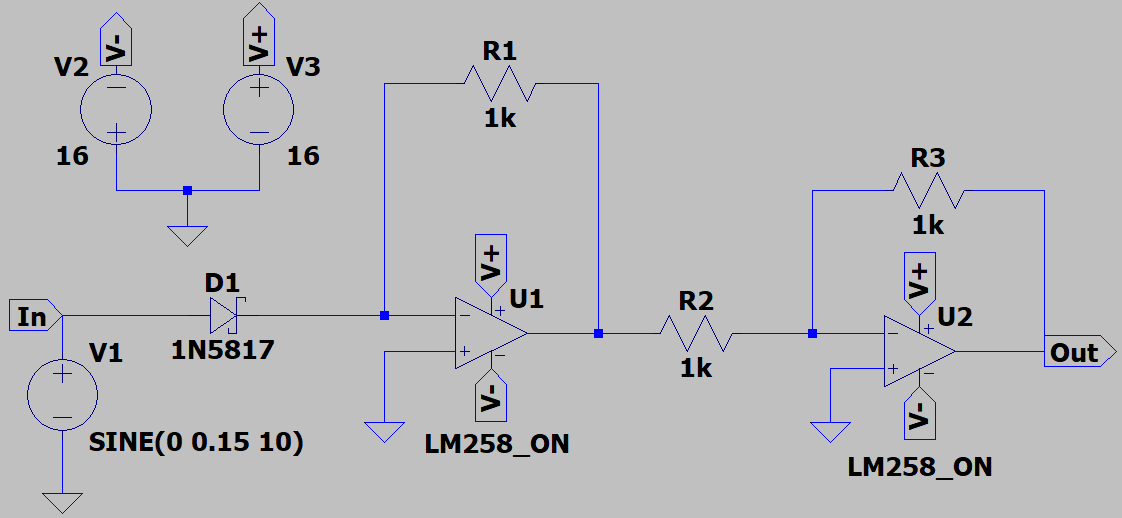 V-
V+
V2
V3
16
16
R1
1k
R3
1k
V+
U1
V+
U2
In
D1
1N5817
R2
1k
V1
V-
V-
Out
SINE(0 0.15 10)
LM258_ON
LM258_ON